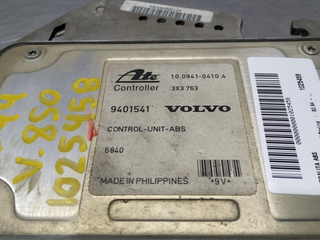 Ate
10.0941-0410.4
Controller
3X3 763
9401541 VOLVO
CONTROL-UNIT-ABS
6840
MADE IN PHILIPPINES
*9V*
V-850
1025458
1025458